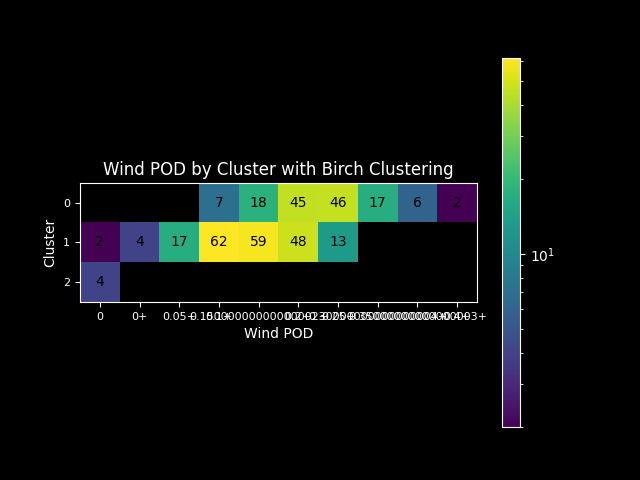 Wind POD by Cluster with Birch Clustering
Cluster
0 7 18 45 46 17 6 2
1 2 4 17 62 59 48 13
2 4
0 0+ 0.05+
Wind POD
10¹